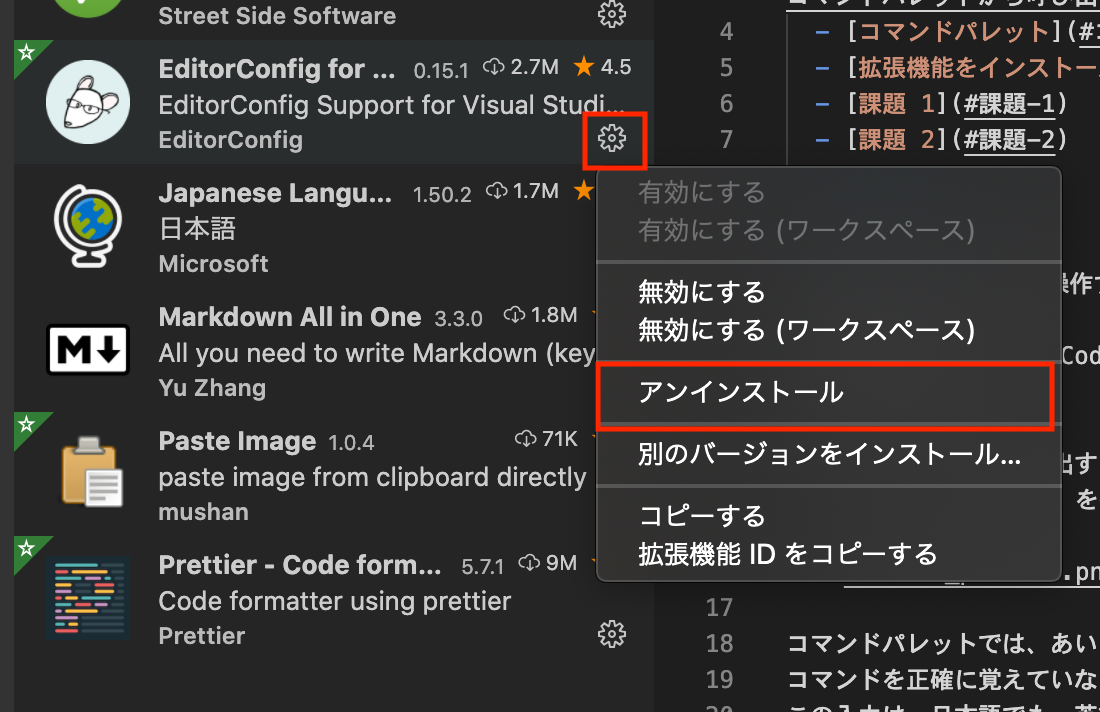 Street Side Software
EditorConfig for ... 0.15.1 2.7M 4.5
EditorConfig Support for Visual Studi...
EditorConfig
Japanese Langu... 1.50.2 1.7M
日本語
Microsoft
Markdown All in One 3.3.0 1.8M
All you need to write Markdown (key
Yu Zhang
M
Paste Image 1.0.4 71K
paste image from clipboard directly
mushan
Prettier - Code form... 5.7.1 9M
Code formatter using prettier
Prettier
有効にする
有効にする (ワークスペース)
無効にする
無効にする (ワークスペース)
アンインストール
別のバージョンをインストール...
コピーする
拡張機能 ID をコピーする
4 - [コマンドパレット](#
5 - [拡張機能をインストー
6 - [課題 1](#課題-1)
7 - [課題 2](#課題-2)
操作
Cod
出す
を
.pn
17
18 コマンドパレットでは、あい
19 コマンドを正確に覚えていな